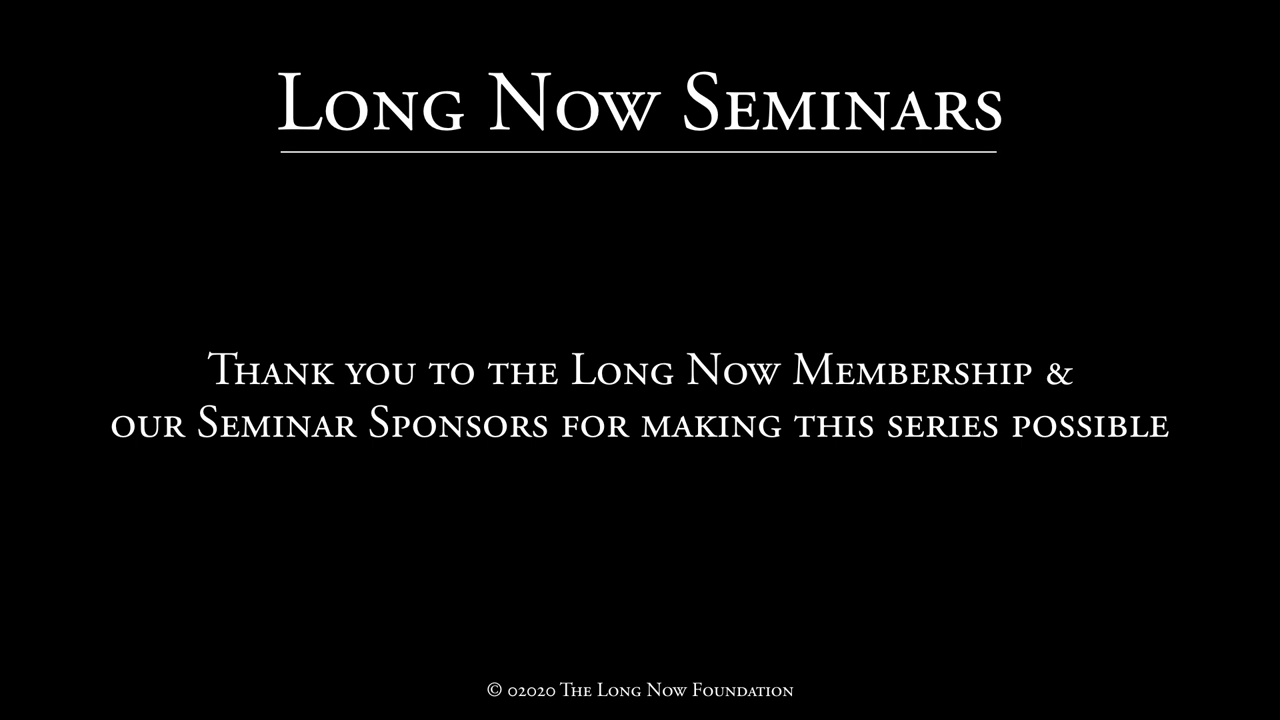 Long Now Seminars
Thank you to the Long Now Membership &
our Seminar Sponsors for making this series possible
© 02020 The Long Now Foundation